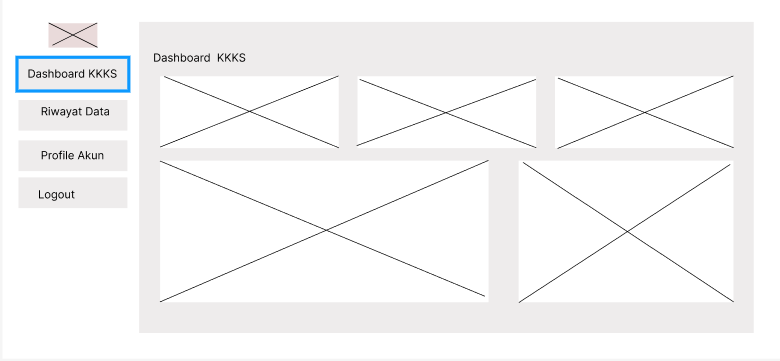 Dashboard KKKS
Riwayat Data
Profile Akun
Logout
Dashboard KKKS